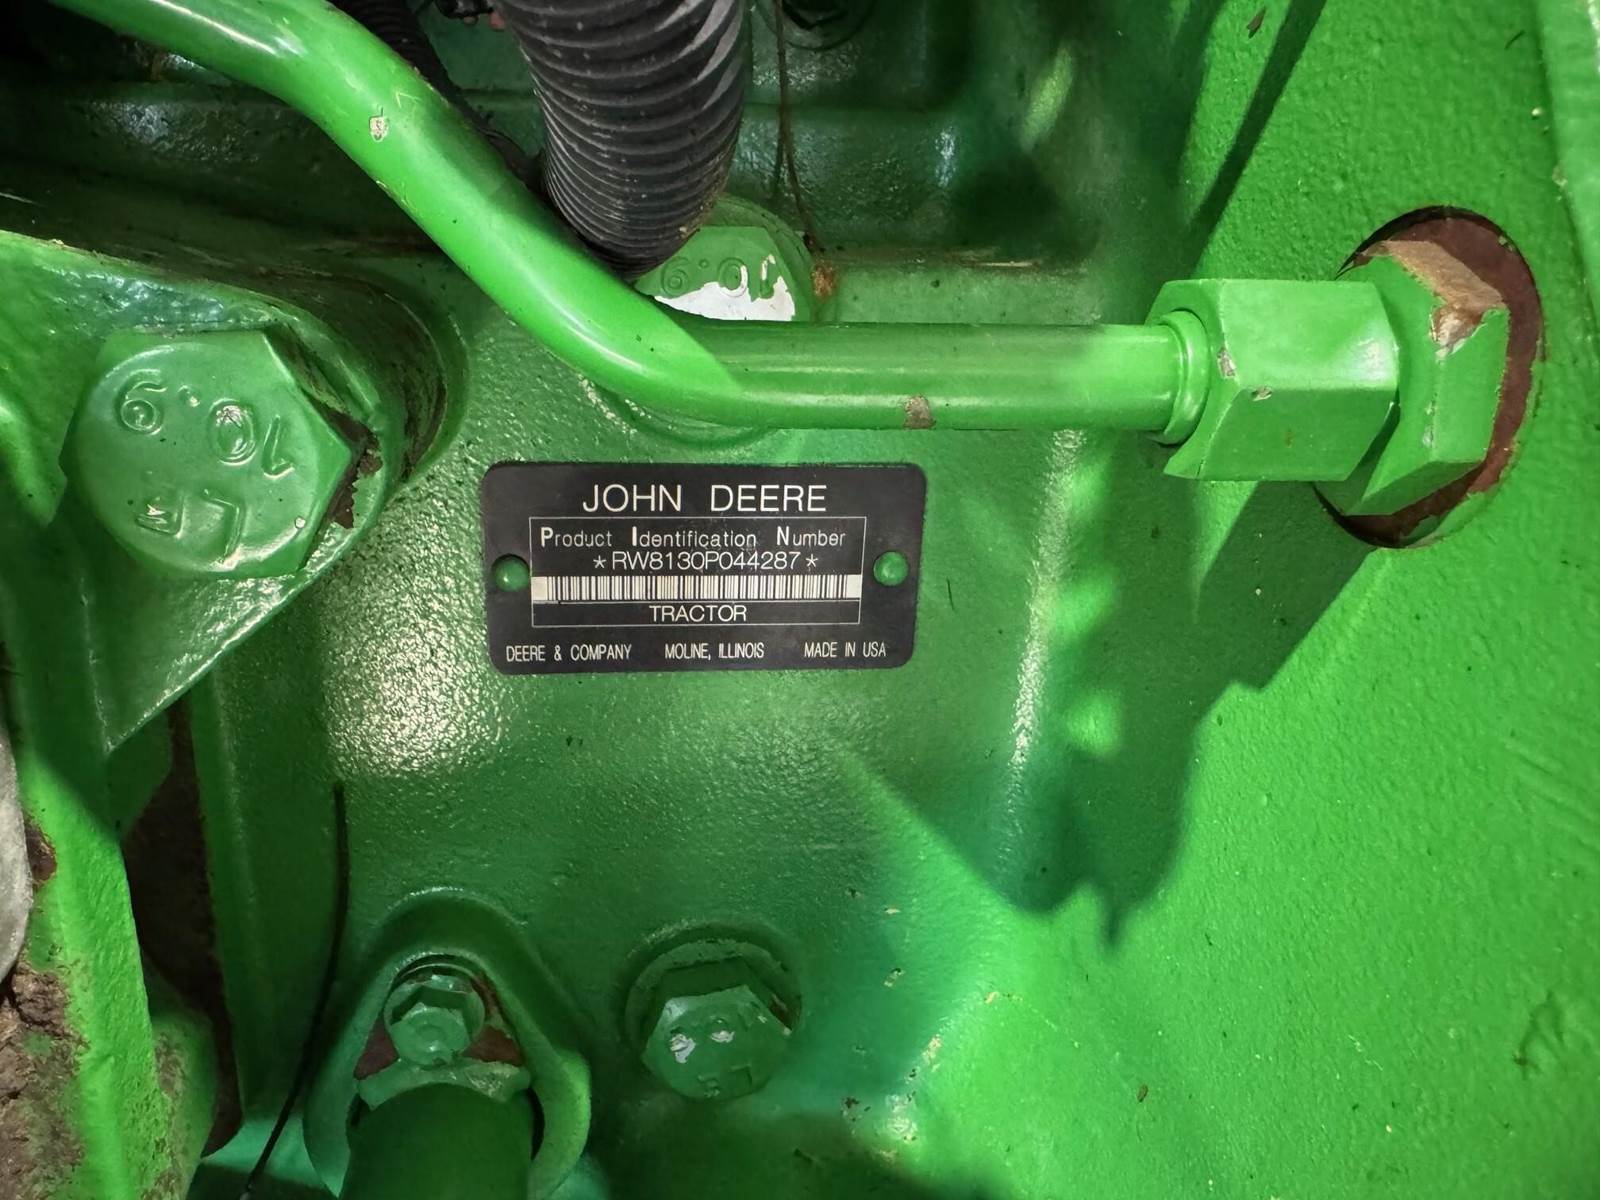 10.9
10.9
JOHN DEERE
Product Identification Number
*RW8130P044287*
TRACTOR
DEERE & COMPANY MOLINE, ILLINOIS MADE IN USA